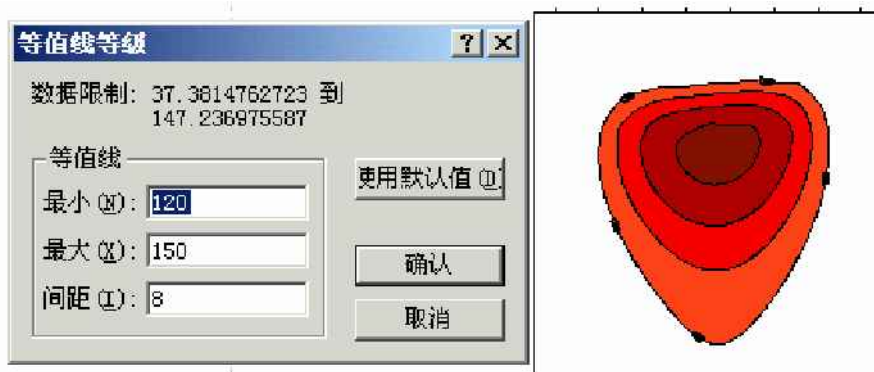 等值线等级
数据限制: 37.3814762723 到
147.236975587
等值线
最小(N): 120
使用默认值(D)
最大(X): 150
确认
间距(I): 8
取消